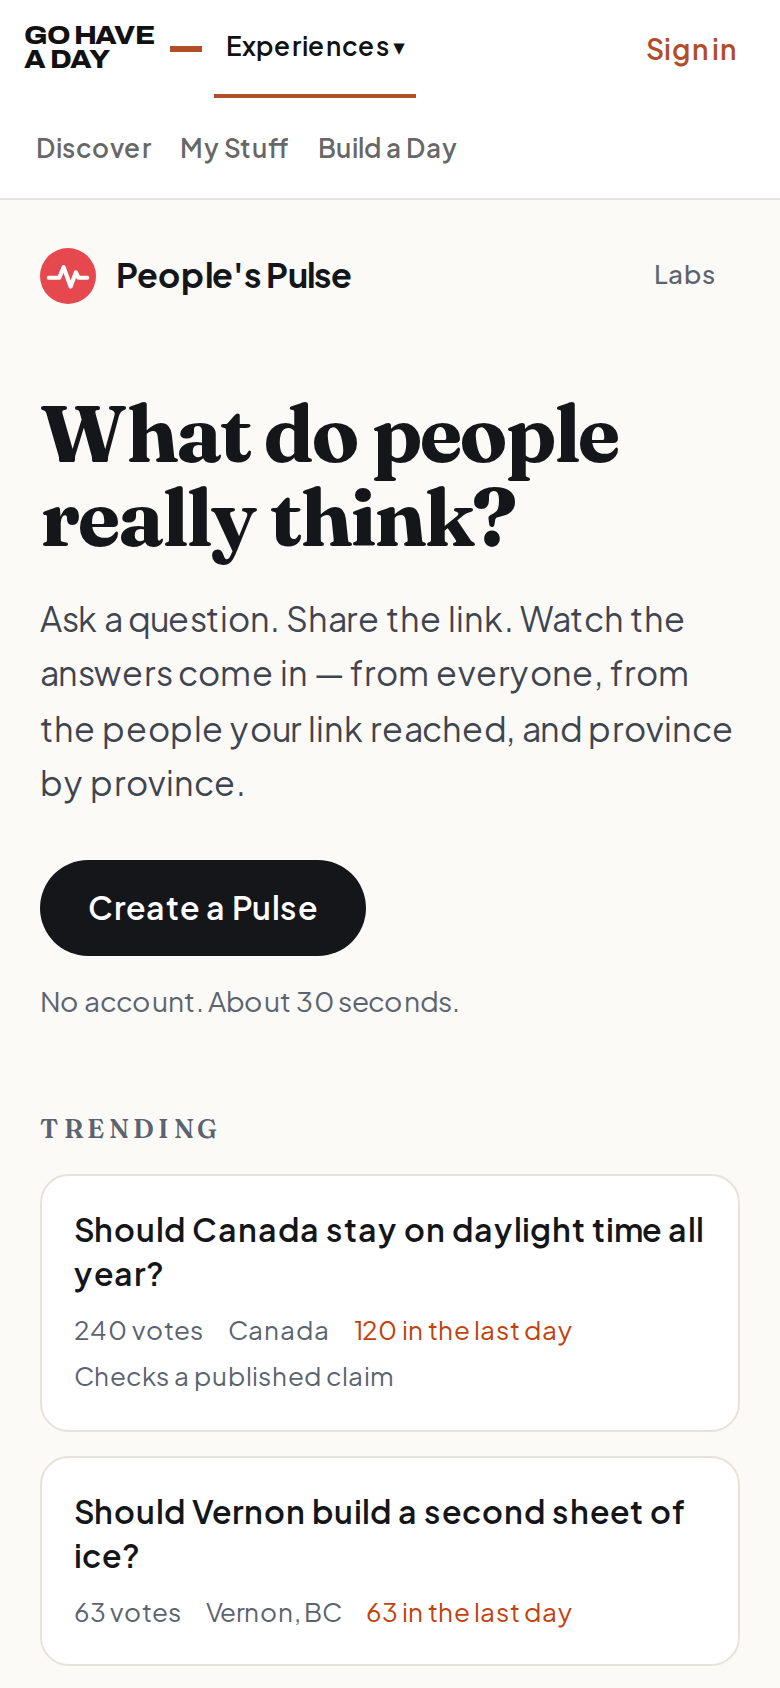 GO HAVE
A DAY
Experiences ▾
Sign in
Discover My Stuff Build a Day
People's Pulse
Labs
What do people
really think?
Ask a question. Share the link. Watch the
answers come in — from everyone, from
the people your link reached, and province
by province.
Create a Pulse
No account. About 30 seconds.
TRENDING
Should Canada stay on daylight time all
year?
240 votes Canada 120 in the last day
Checks a published claim
Should Vernon build a second sheet of
ice?
63 votes Vernon, BC 63 in the last day